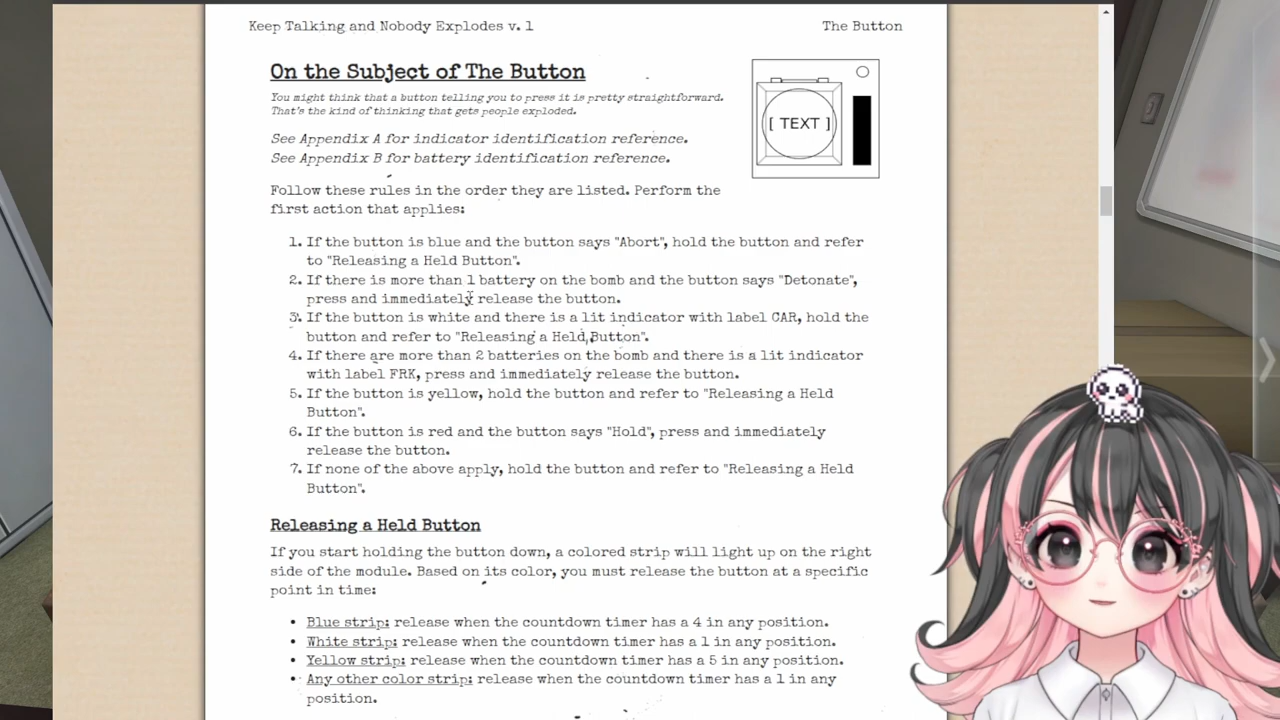 Keep Talking and Nobody Explodes v. 1
The Button
On the Subject of The Button
You might think that a button telling you to press it is pretty straightforward.
That's the kind of thinking that gets people exploded.
[ TEXT ]
See Appendix A for indicator identification reference.
See Appendix B for battery identification reference.
Follow these rules in the order they are listed. Perform the
first action that applies:
1. If the button is blue and the button says "Abort", hold the button and refer
to "Releasing a Held Button".
2. If there is more than 1 battery on the bomb and the button says "Detonate",
press and immediately release the button.
3. If the button is white and there is a lit indicator with label CAR, hold the
button and refer to "Releasing a Held Button".
4. If there are more than 2 batteries on the bomb and there is a lit indicator
with label FRK, press and immediately release the button.
5. If the button is yellow, hold the button and refer to "Releasing a Held
Button".
6. If the button is red and the button says "Hold", press and immediately
release the button.
7. If none of the above apply, hold the button and refer to "Releasing a Held
Button".
Releasing a Held Button
If you start holding the button down, a colored strip will light up on the right
side of the module. Based on its color, you must release the button at a specific
point in time:
• Blue strip: release when the countdown timer has a 4 in any position.
• White strip: release when the countdown timer has a 1 in any position.
• Yellow strip: release when the countdown timer has a 5 in any position.
• Any other color strip: release when the countdown timer has a 1 in any
position.